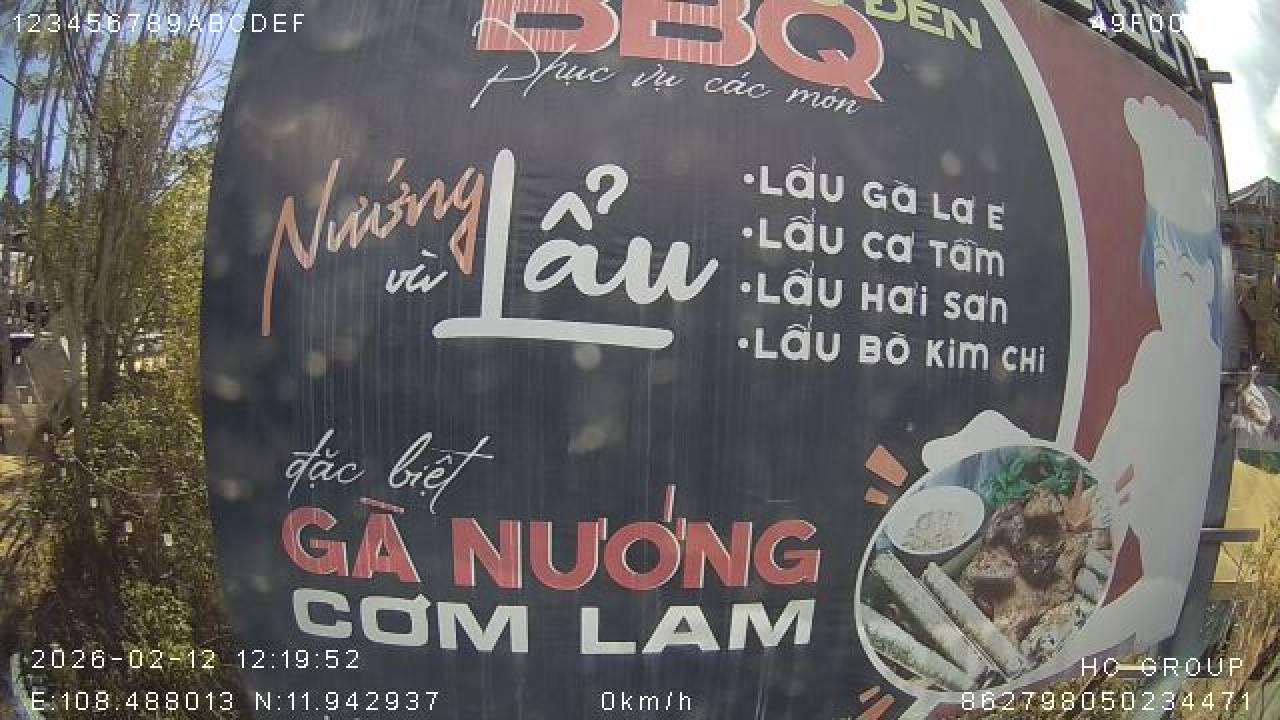 123456789ABCDEF
49F00
ĐEN
BBQ
Phục vụ các món
Nướng
và
Lẩu
•LẨU GÀ LÁ É
•LẨU CÁ TẦM
•LẨU HẢI SẢN
•LẨU BÒ KIM CHI
đặc biệt
GÀ NƯỚNG
CƠM LAM
2026-02-12 12:19:52
HC GROUP
E:108.488013 N:11.942937
0km/h
862798050234471